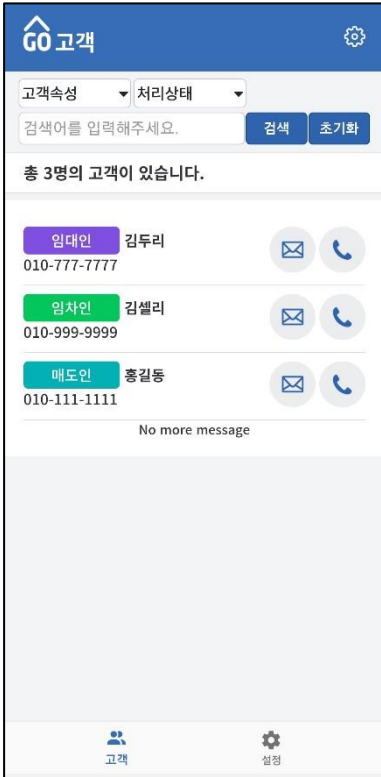 GO 고객
고객속성 처리상태
검색어를 입력해주세요. 검색 초기화
총 3명의 고객이 있습니다.
임대인 김두리
010-777-7777
임차인 김셀리
010-999-9999
매도인 홍길동
010-111-1111
No more message
고객 설정